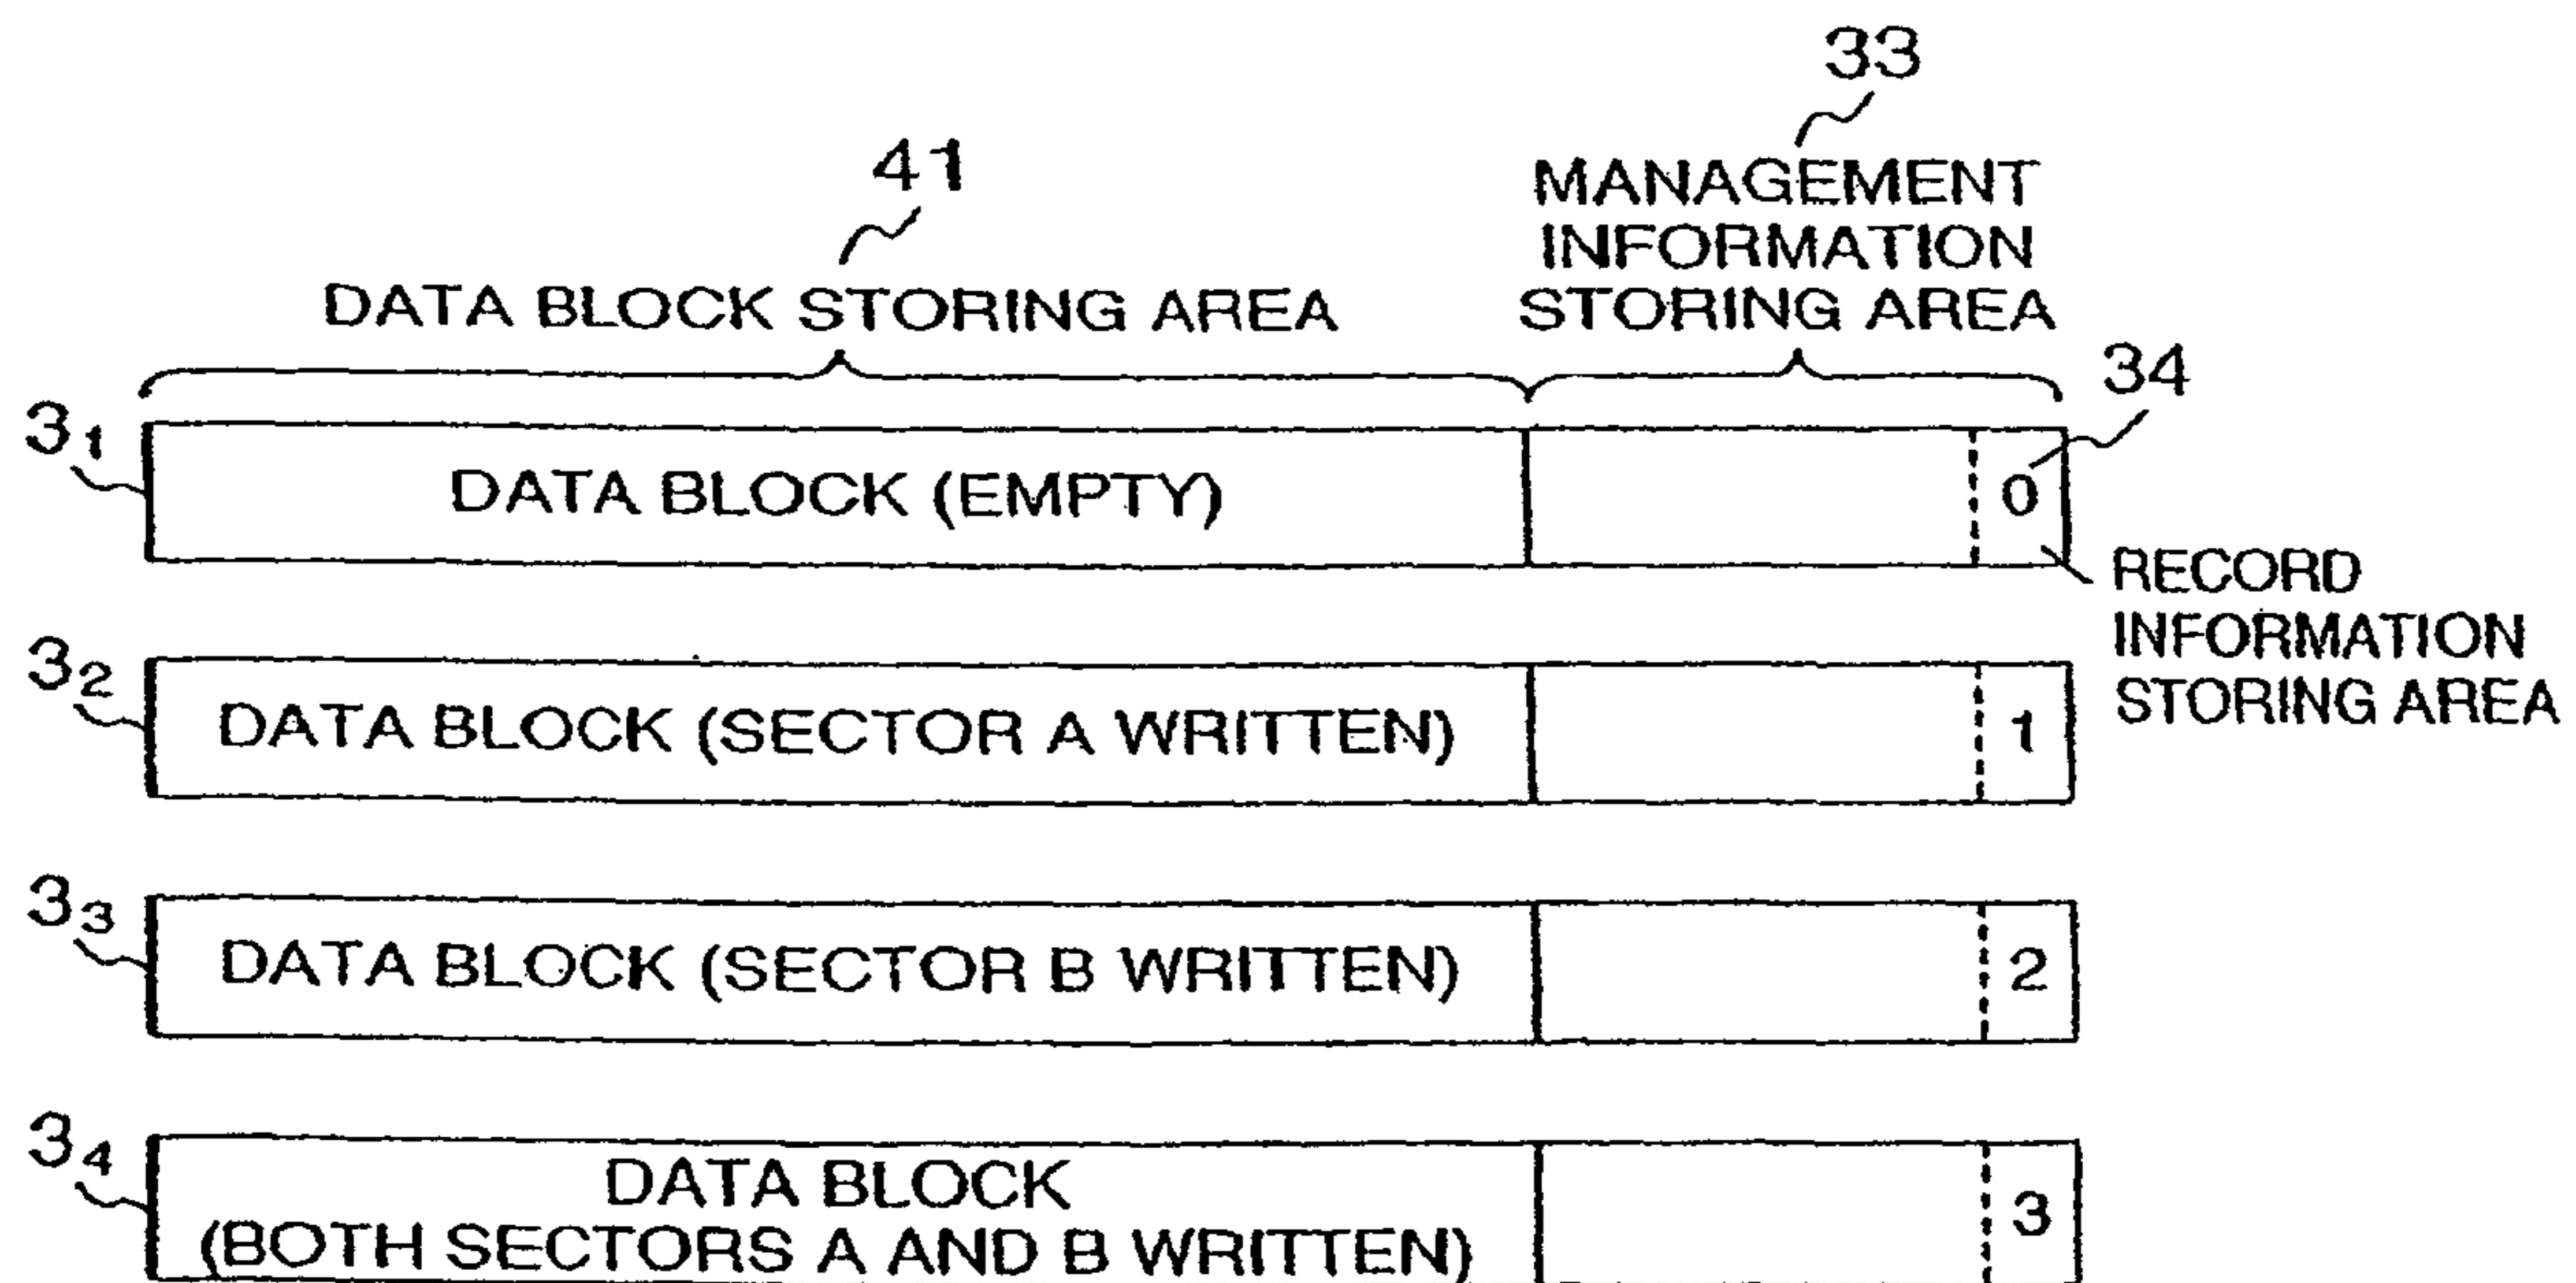 33
41
MANAGEMENT
INFORMATION
STORING AREA
DATA BLOCK STORING AREA
34
3₁
DATA BLOCK (EMPTY)
0
RECORD
INFORMATION
STORING AREA
3₂
DATA BLOCK (SECTOR A WRITTEN)
1
3₃
DATA BLOCK (SECTOR B WRITTEN)
2
3₄
DATA BLOCK
(BOTH SECTORS A AND B WRITTEN)
3